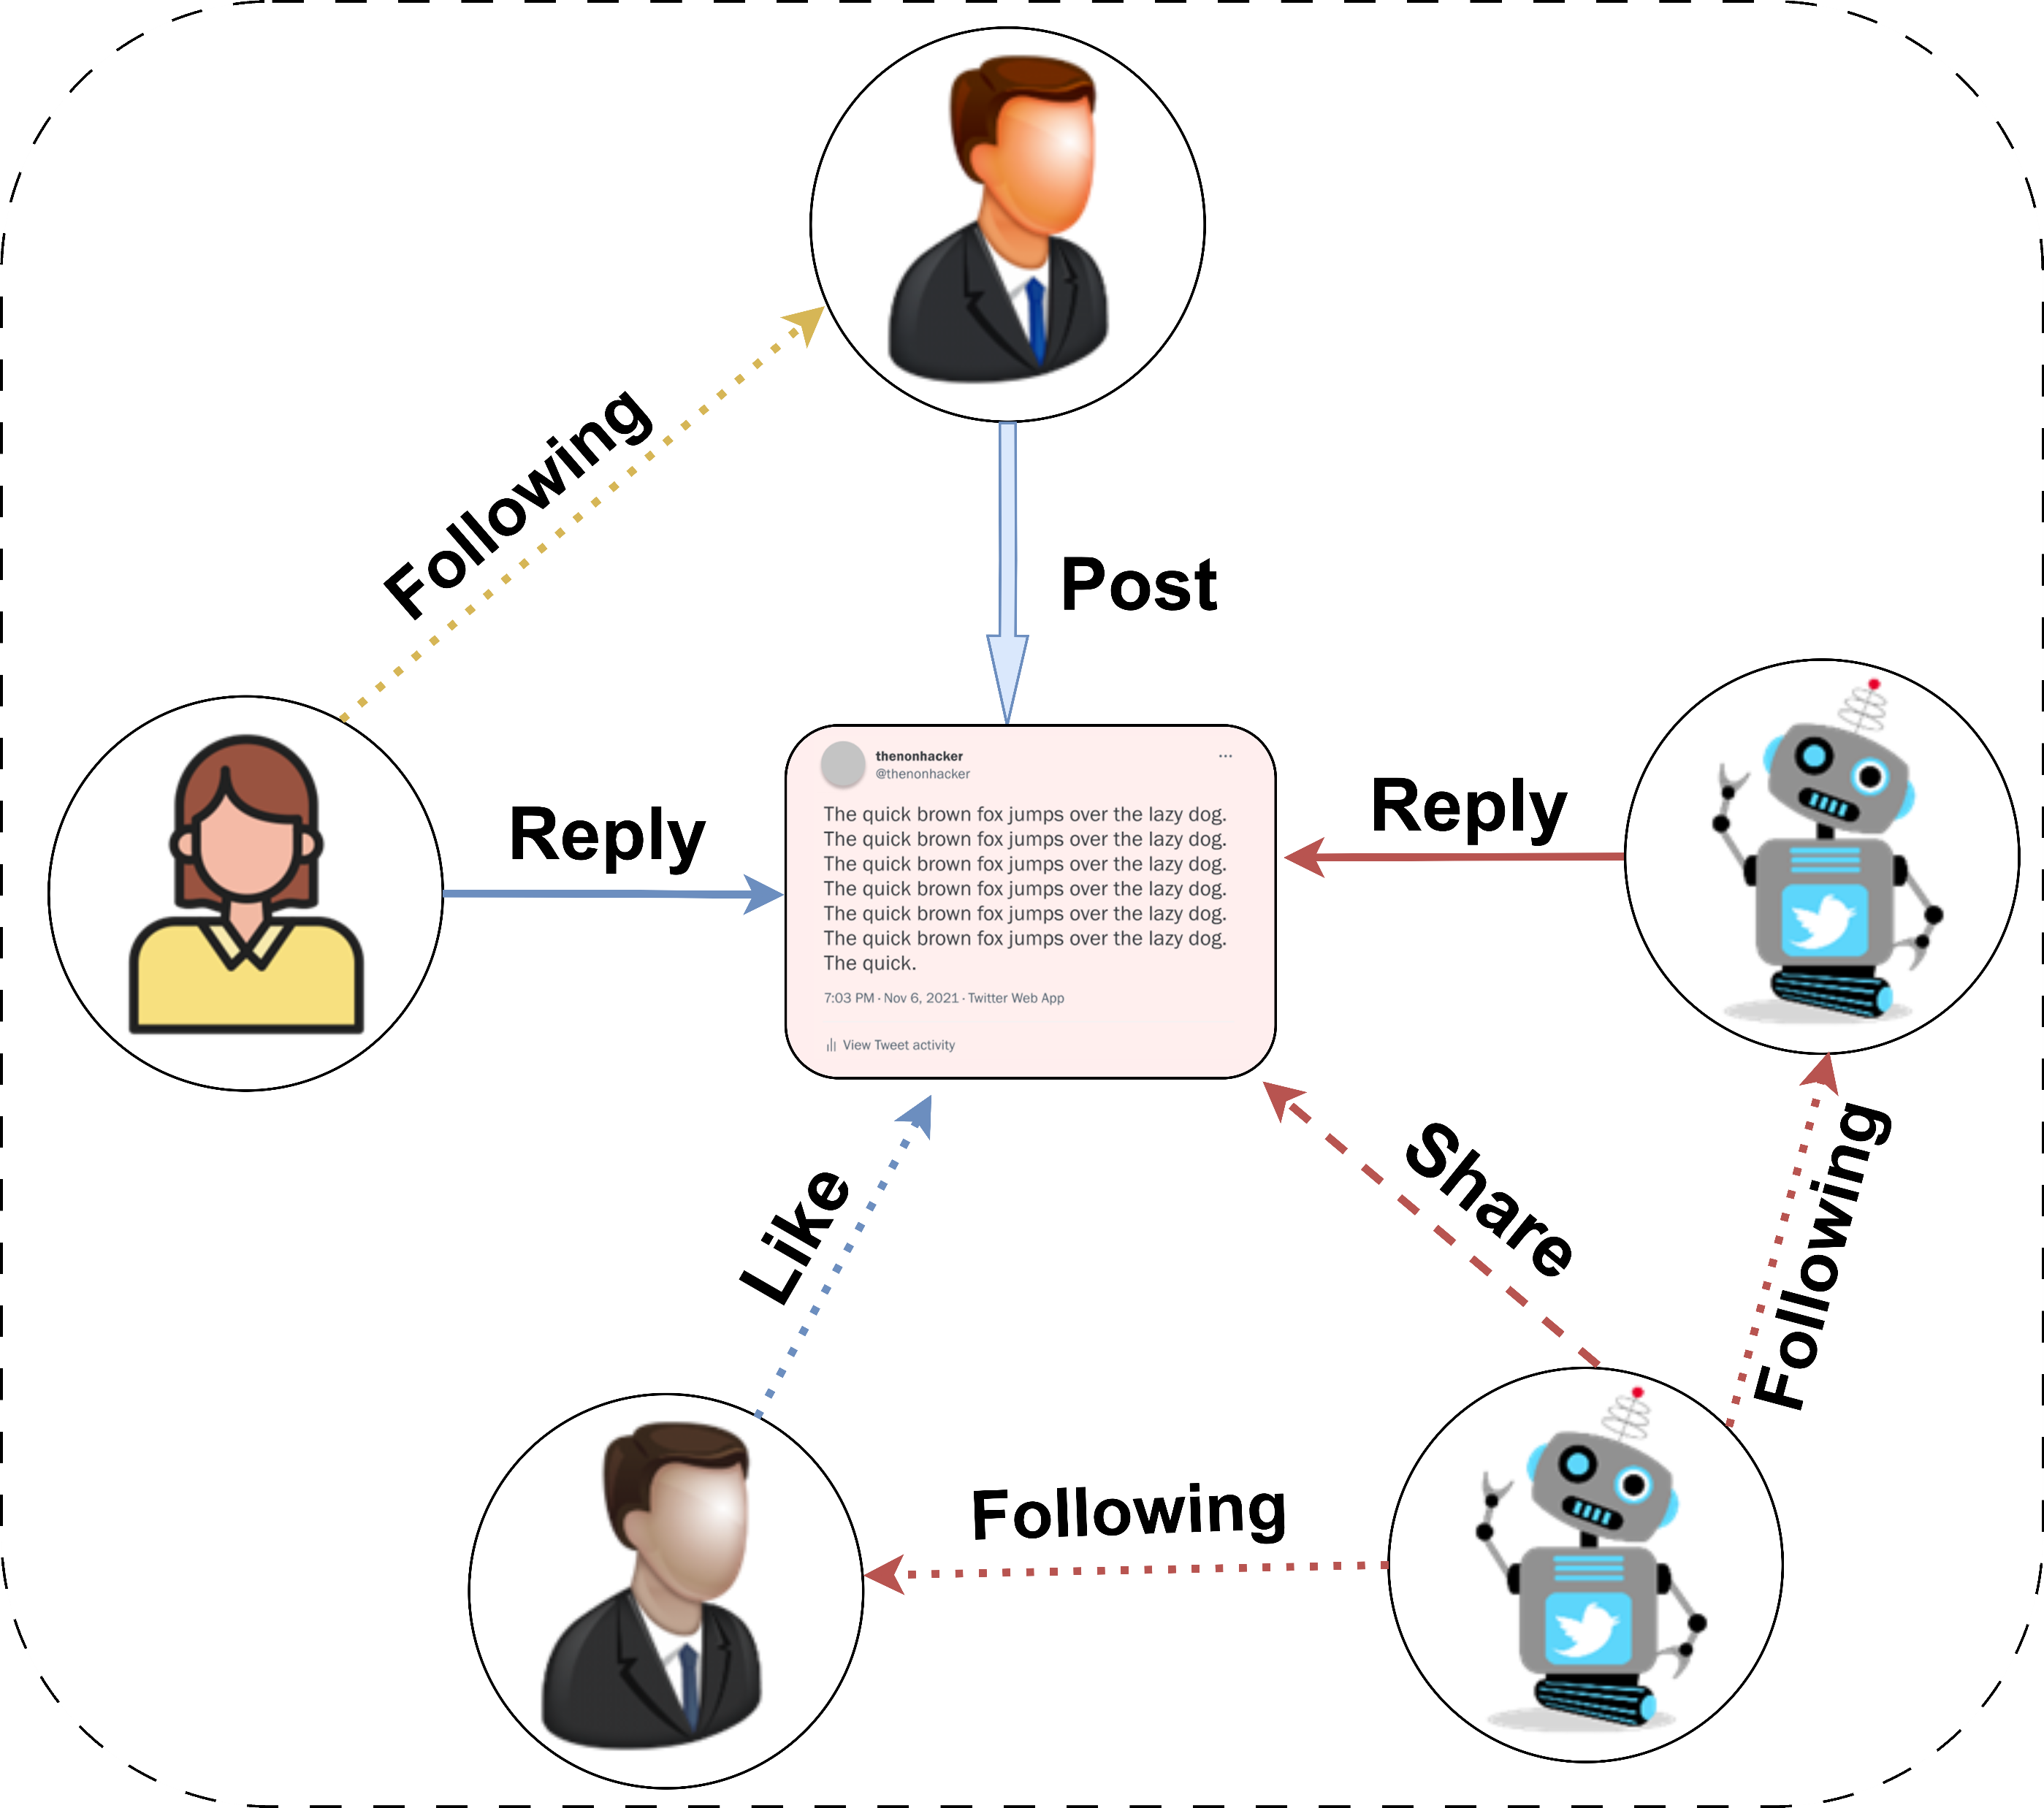 Following
Post
thenonhacker
...
@thenonhacker
The quick brown fox jumps over the lazy dog.
The quick brown fox jumps over the lazy dog.
The quick brown fox jumps over the lazy dog.
The quick brown fox jumps over the lazy dog.
The quick brown fox jumps over the lazy dog.
The quick brown fox jumps over the lazy dog.
The quick.
7:03 PM · Nov 6, 2021 · Twitter Web App
View Tweet activity
Reply
Reply
Like
Share
Following
Following